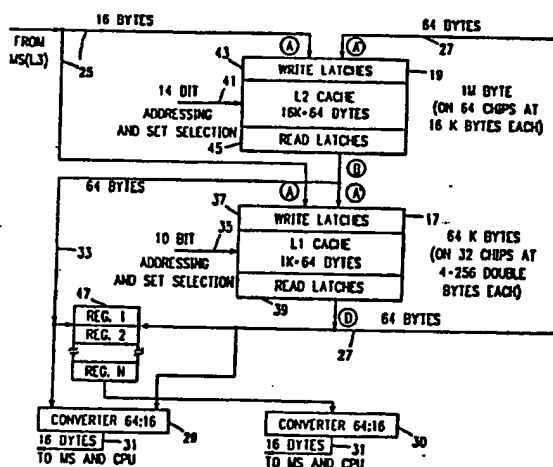 16 BYTES
64 BYTES
FROM
MS(L3)
25
A
A'
27
43
WRITE LATCHES
19
14 BIT
41
L2 CACHE
16K·64 BYTES
1M BYTE
(ON 64 CHIPS AT
16 K BYTES EACH)
ADDRESSING
AND SET SELECTION
READ LATCHES
45
B
64 BYTES
A
A'
37
WRITE LATCHES
17
10 BIT
35
L1 CACHE
1K·64 BYTES
64 K BYTES
(ON 32 CHIPS AT
4·256 DOUBLE
BYTES EACH)
33
ADDRESSING
AND SET SELECTION
READ LATCHES
39
47
D
64 BYTES
27
REG. 1
REG. 2
REG. N
CONVERTER 64:16
29
CONVERTER 64:16
30
16 BYTES
31
16 BYTES
31
TO MS AND CPU
TO MS AND CPU